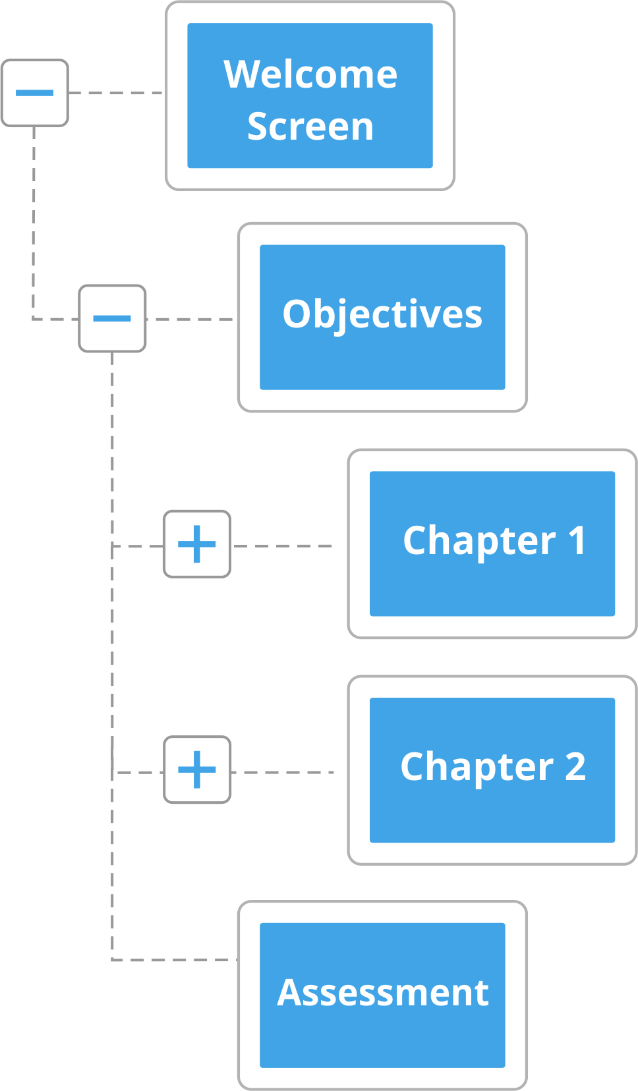 Welcome
Screen
Objectives
Chapter 1
Chapter 2
Assessment